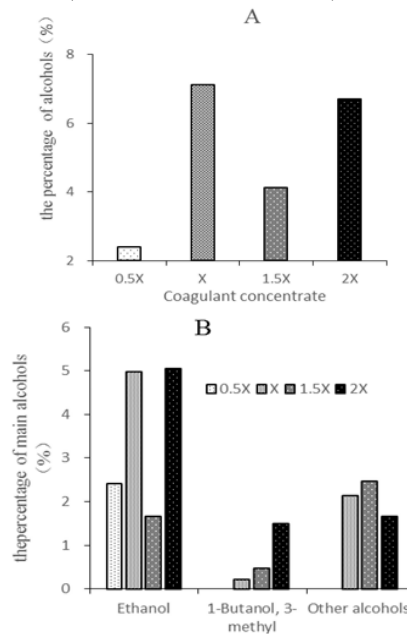 A
the percentage of alcohols (%)
8
6
4
2
0.5X X 1.5X 2X
Coagulant concentrate
B
thepercentage of main alcohols
(%)
6
5
4
3
2
1
0
0.5X X 1.5X 2X
Ethanol 1-Butanol, 3- Other alcohols
methyl